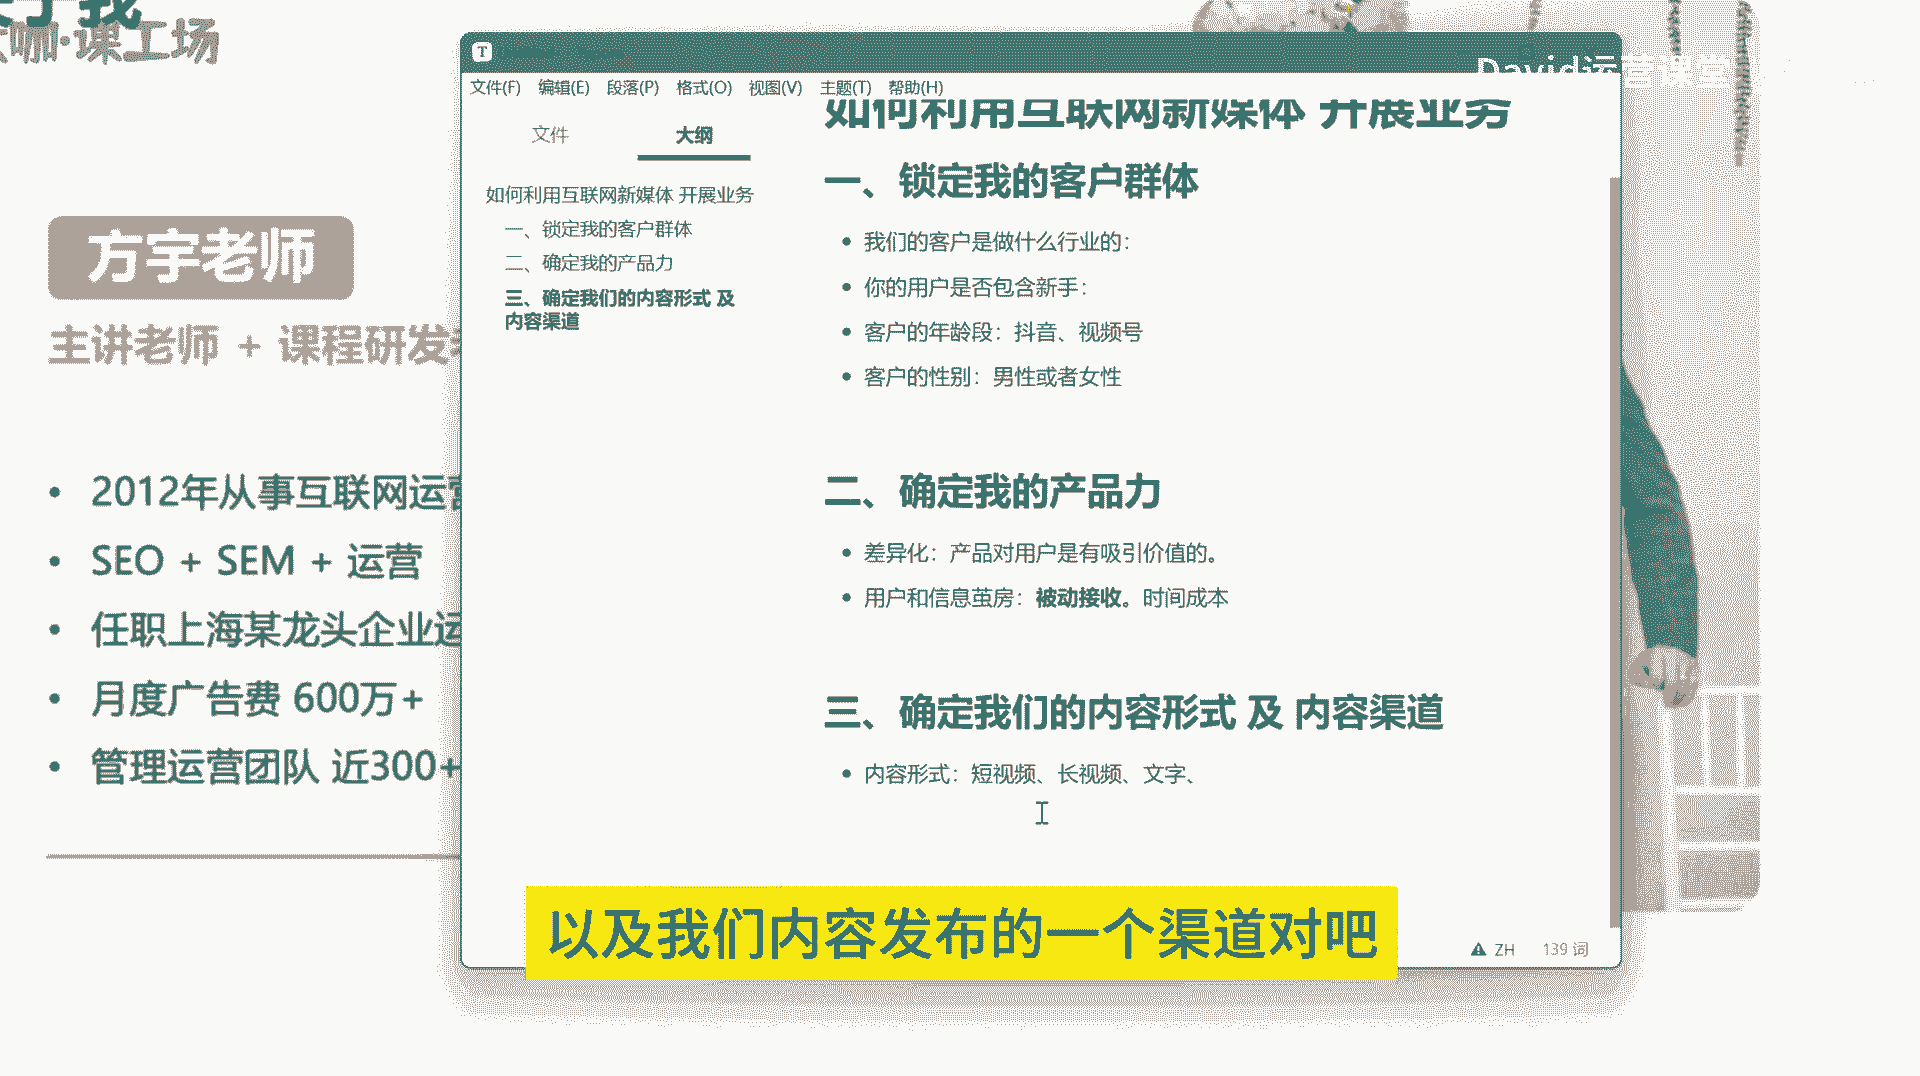 关于我
大咖·课工场
方宇老师
主讲老师 + 课程研发
• 2012年从事互联网运营
• SEO + SEM + 运营
• 任职上海某龙头企业运
• 月度广告费 600万+
• 管理运营团队 近300+
T
David运营课堂
文件(F) 编辑(E) 段落(P) 格式(O) 视图(V) 主题(T) 帮助(H)
文件 大纲
如何利用互联网新媒体 开展业务
一、锁定我的客户群体
二、确定我的产品力
三、确定我们的内容形式 及
内容渠道
如何利用互联网新媒体 开展业务
一、锁定我的客户群体
• 我们的客户是做什么行业的：
• 你的用户是否包含新手：
• 客户的年龄段：抖音、视频号
• 客户的性别：男性或者女性
二、确定我的产品力
• 差异化：产品对用户是有吸引价值的。
• 用户和信息茧房：被动接收。时间成本
三、确定我们的内容形式 及 内容渠道
• 内容形式：短视频、长视频、文字、
以及我们内容发布的一个渠道对吧
ZH 139 词